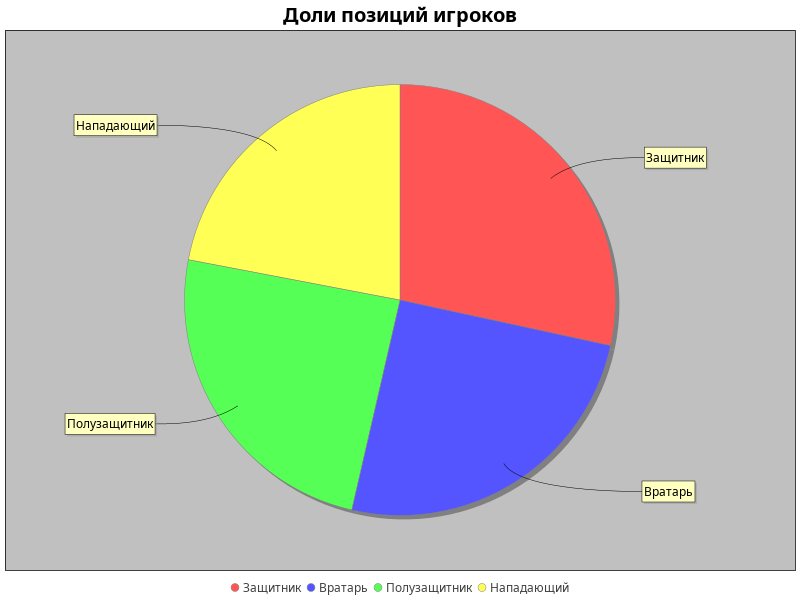 Доли позиций игроков
Нападающий
Защитник
Полузащитник
Вратарь
Защитник Вратарь Полузащитник Нападающий